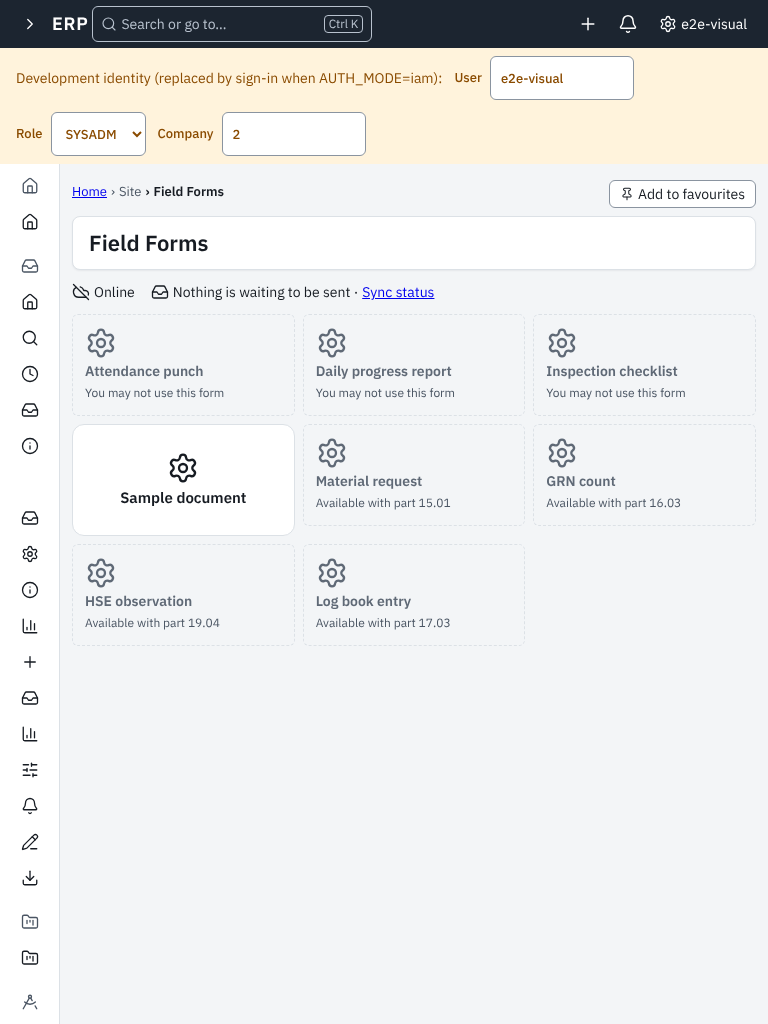 ERP Search or go to... Ctrl K e2e-visual
Development identity (replaced by sign-in when AUTH_MODE=iam): User e2e-visual
Role SYSADM Company 2
Home › Site › Field Forms Add to favourites
Field Forms
Online Nothing is waiting to be sent · Sync status
Attendance punch Daily progress report Inspection checklist
You may not use this form You may not use this form You may not use this form
Sample document
Material request GRN count
Available with part 15.01 Available with part 16.03
HSE observation Log book entry
Available with part 19.04 Available with part 17.03